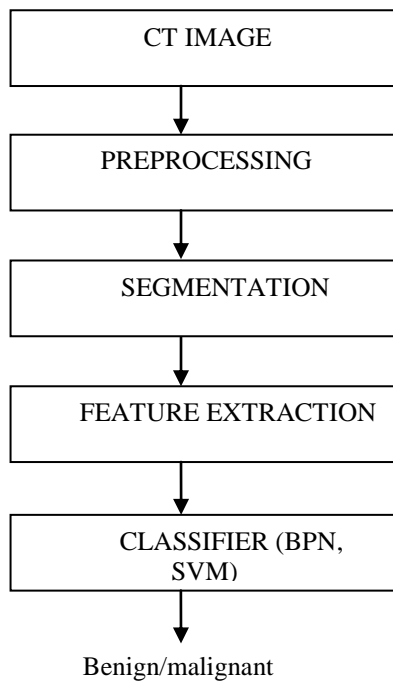 CT IMAGE
PREPROCESSING
SEGMENTATION
FEATURE EXTRACTION
CLASSIFIER (BPN,
SVM)
Benign/malignant